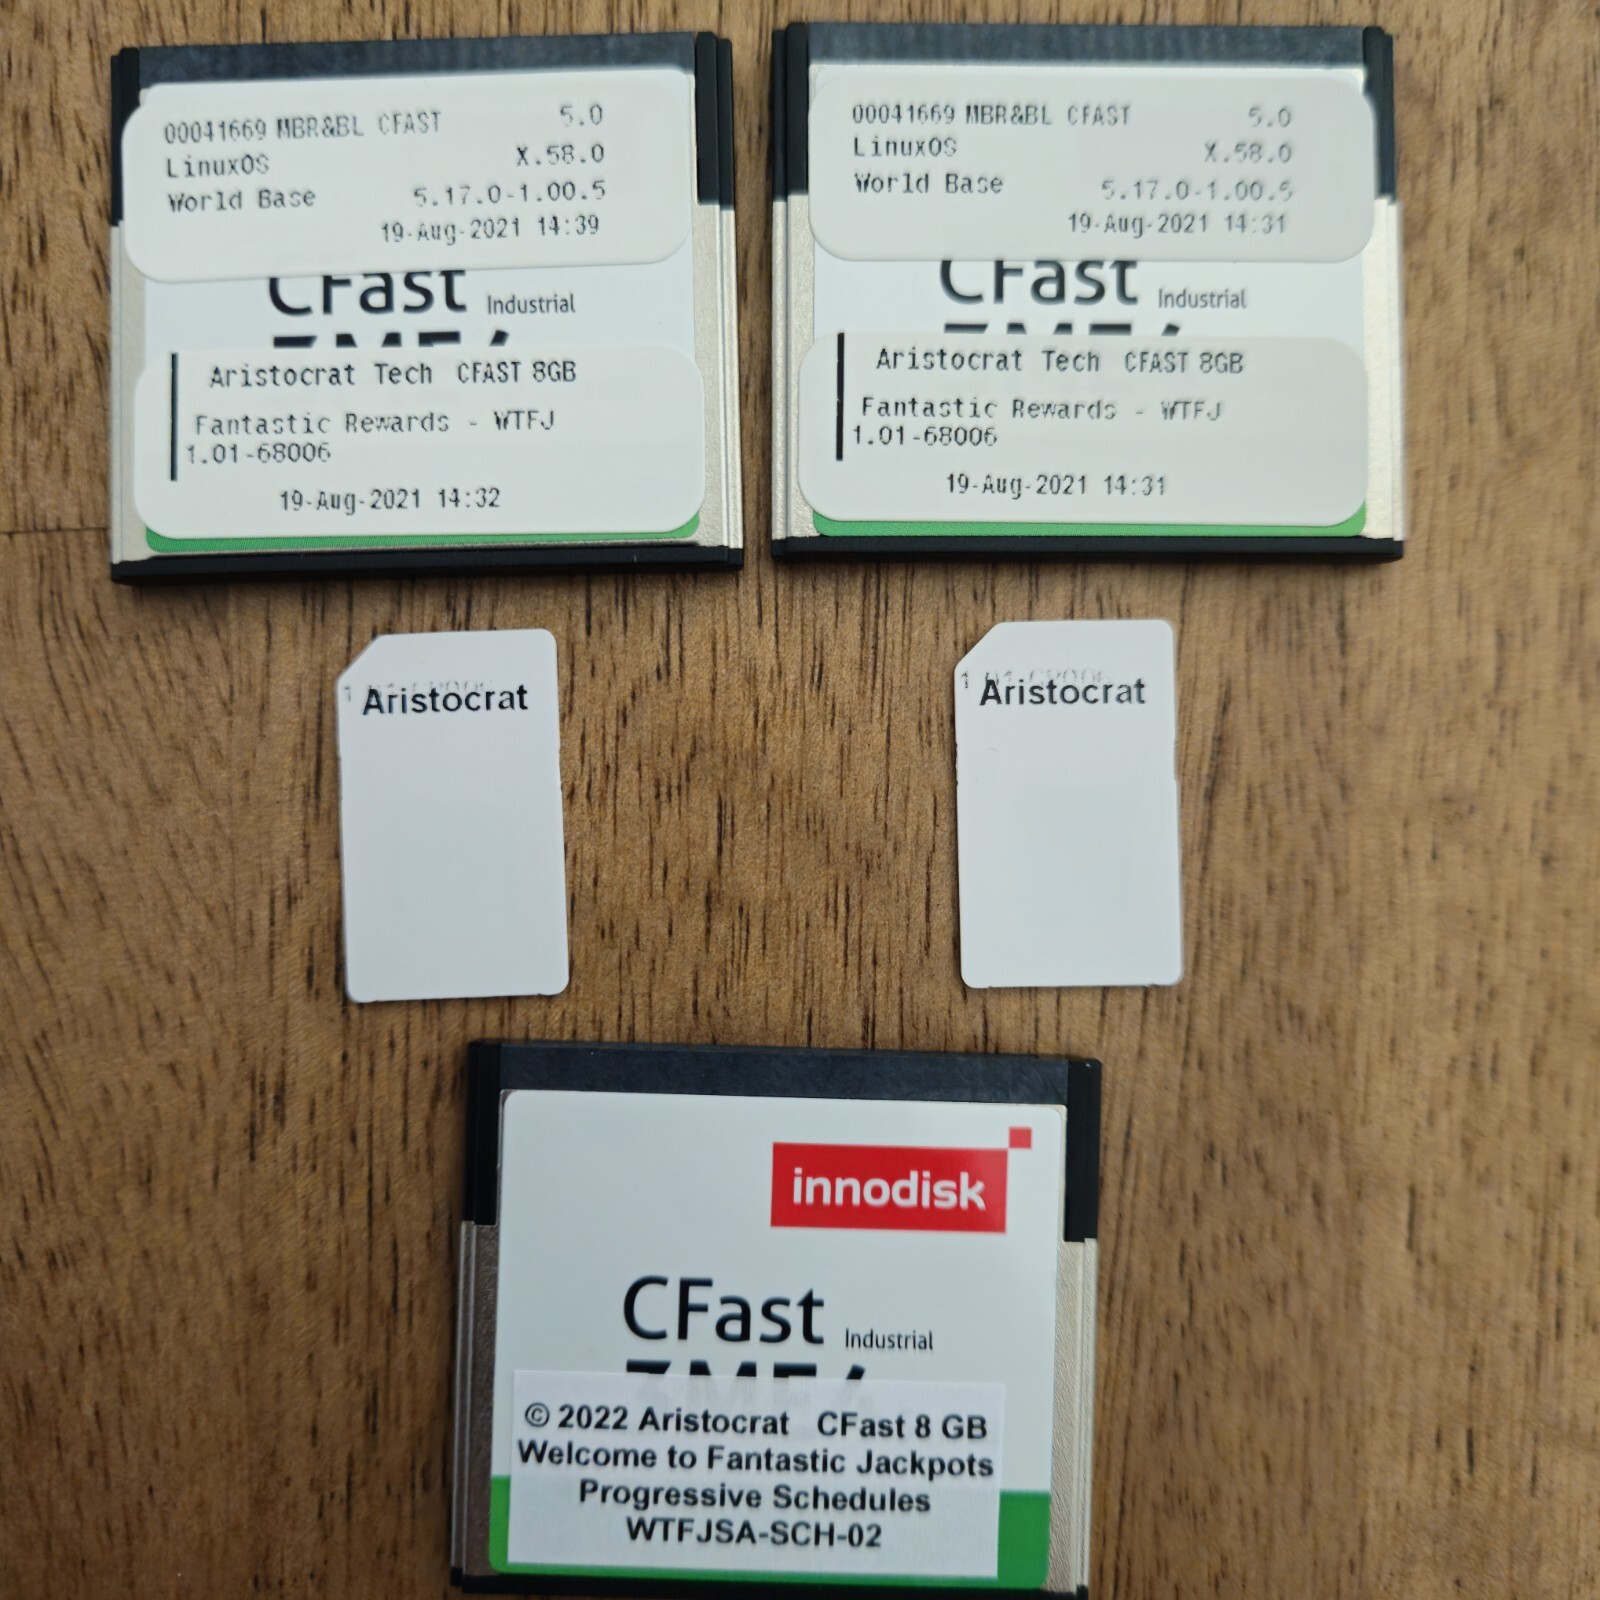 00041669 MBR&BL CFAST 5.0
LinuxOS X.58.0
World Base 5.17.0-1.00.5
19-Aug-2021 14:39
CFast Industrial
Aristocrat Tech CFAST 8GB
Fantastic Rewards - WTFJ
1.01-68006
19-Aug-2021 14:32
00041669 MBR&BL CFAST 5.0
LinuxOS X.58.0
World Base 5.17.0-1.00.5
19-Aug-2021 14:31
CFast Industrial
Aristocrat Tech CFAST 8GB
Fantastic Rewards - WTFJ
1.01-68006
19-Aug-2021 14:31
Aristocrat
Aristocrat
innodisk
CFast Industrial
© 2022 Aristocrat CFast 8 GB
Welcome to Fantastic Jackpots
Progressive Schedules
WTFJSA-SCH-02